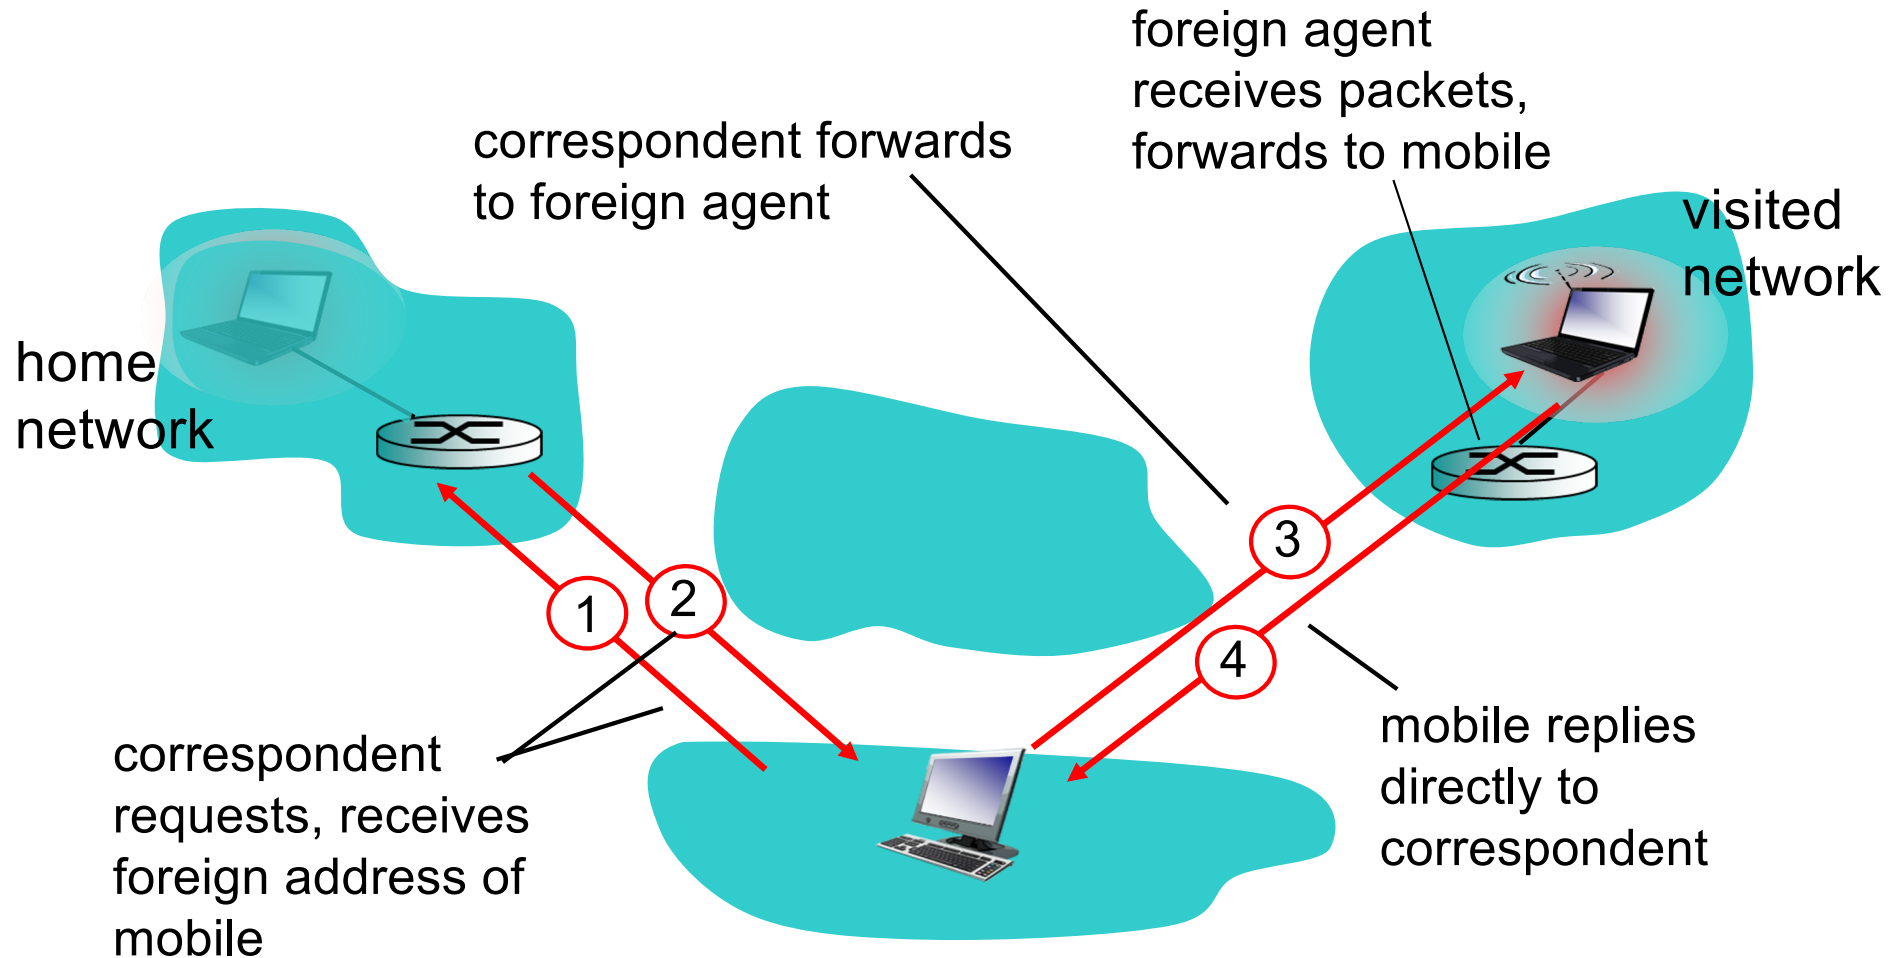 foreign agent
receives packets,
forwards to mobile
correspondent forwards
to foreign agent
visited
network
home
network
3
2
1
4
correspondent
requests, receives
foreign address of
mobile
mobile replies
directly to
correspondent